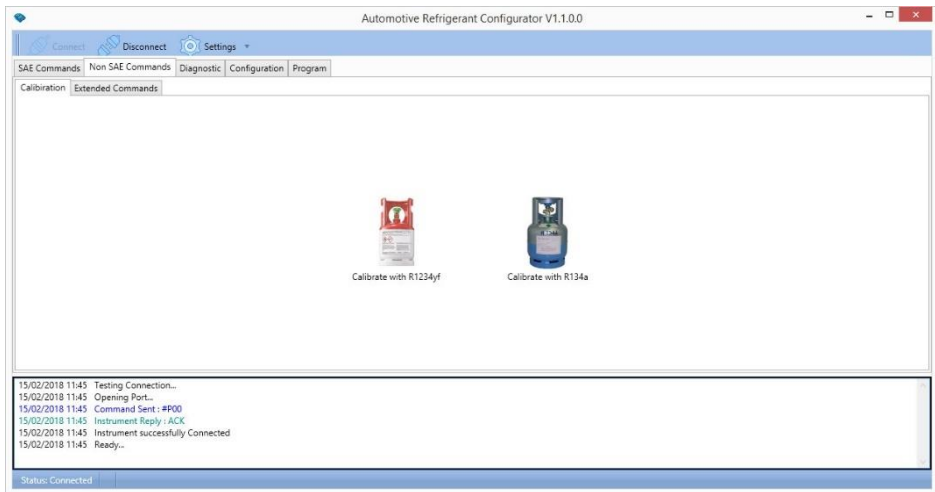 Automotive Refrigerant Configurator V1.1.0.0
Connect Disconnect Settings
SAE Commands Non SAE Commands Diagnostic Configuration Program
Calibiration Extended Commands
Calibrate with R1234yf Calibrate with R134a
15/02/2018 11:45 Testing Connection...
15/02/2018 11:45 Opening Port...
15/02/2018 11:45 Command Sent : #P00
15/02/2018 11:45 Instrument Reply : ACK
15/02/2018 11:45 Instrument successfully Connected
15/02/2018 11:45 Ready...
Status: Connected